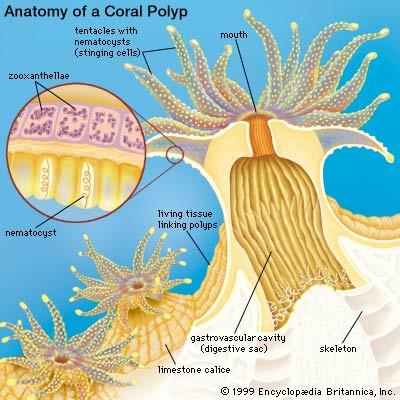 Anatomy of a Coral Polyp
tentacles with
nematocysts
(stinging cells)
mouth
zooxanthellae
nematocyst
living tissue
linking polyps
gastrovascular cavity
(digestive sac)
skeleton
limestone calice
© 1999 Encyclopædia Britannica, Inc.